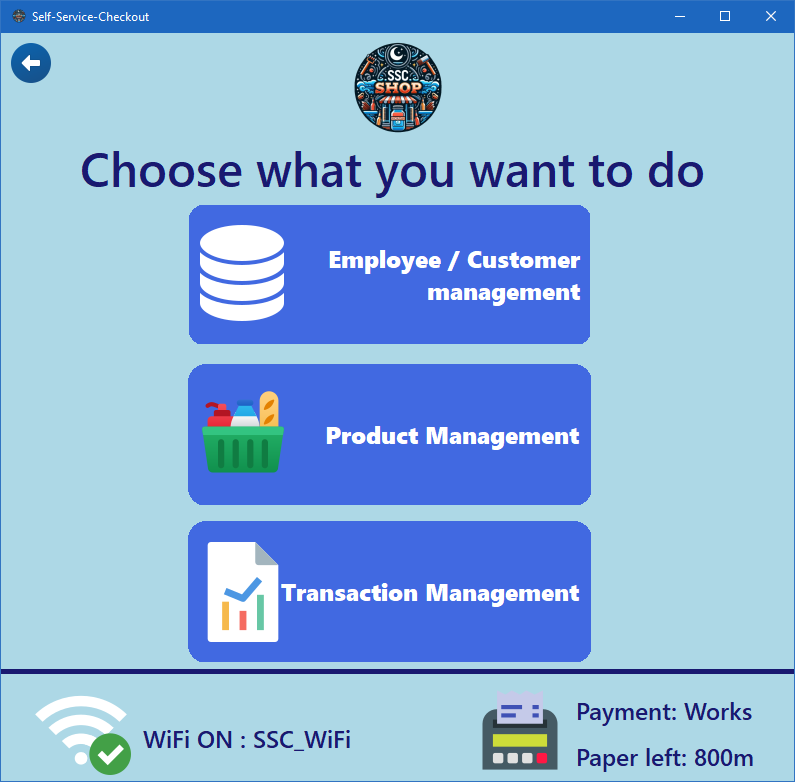 Self-Service-Checkout
SSC
SHOP
Choose what you want to do
Employee / Customer
management
Product Management
Transaction Management
WiFi ON : SSC_WiFi
Payment: Works
Paper left: 800m